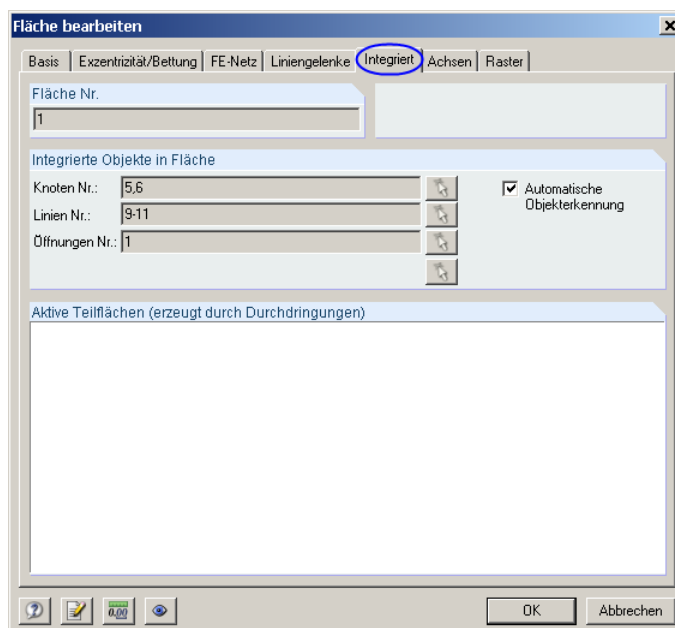 Fläche bearbeiten
Basis Exzentrizität/Bettung FE-Netz Liniengelenke Integriert Achsen Raster
Fläche Nr.
1
Integrierte Objekte in Fläche
Knoten Nr.: 5,6
Linien Nr.: 9-11
Öffnungen Nr.: 1
Automatische
Objekterkennung
Aktive Teilflächen (erzeugt durch Durchdringungen)
0.00 OK Abbrechen